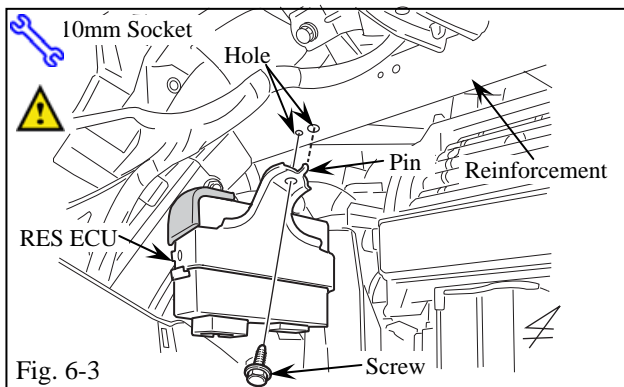 10mm Socket
Hole
Pin
Reinforcement
RES ECU
Screw
Fig. 6-3